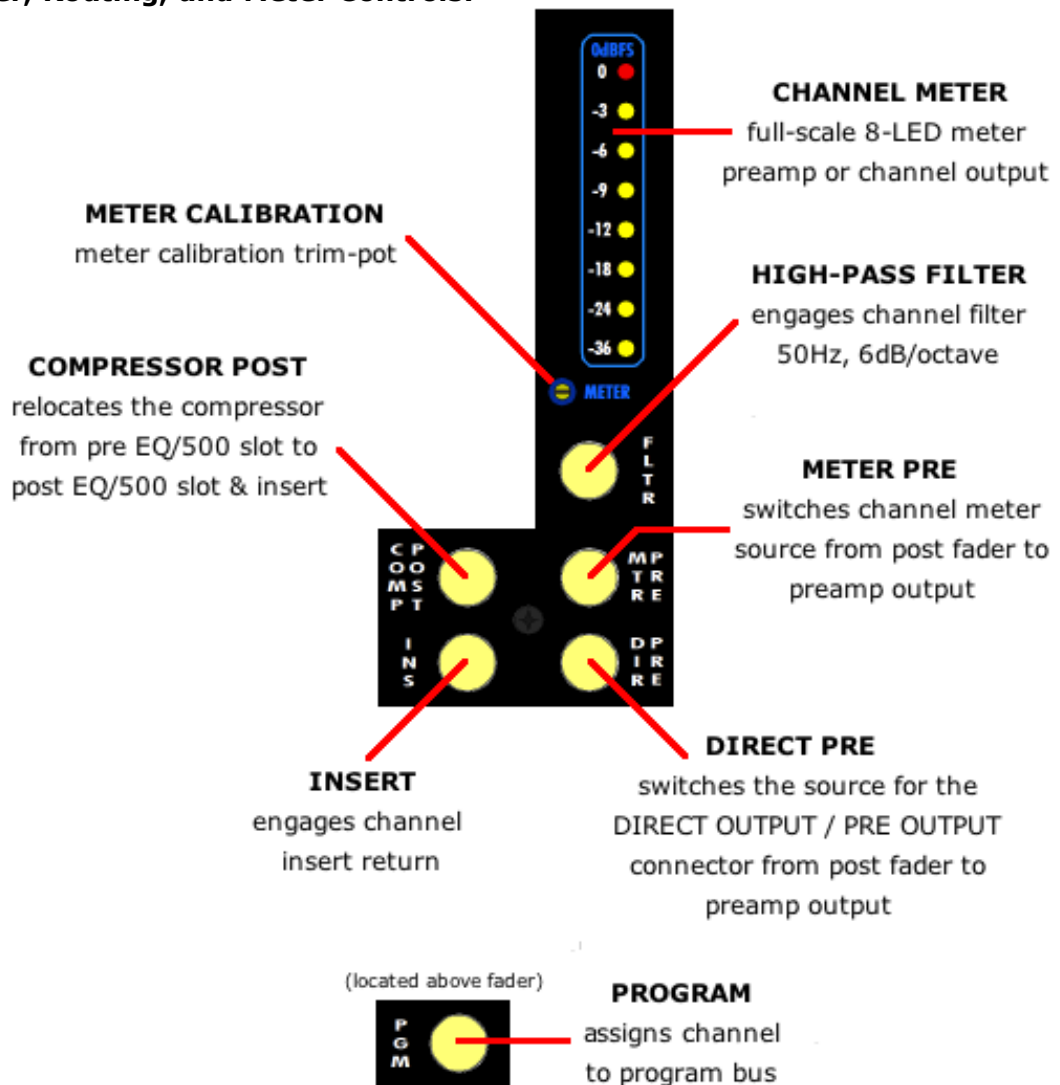 0dBFS
0
-3
-6
-9
-12
-18
-24
-36
METER
FLTR
COMP POST
MTR PRE
INS
DIR PRE
CHANNEL METER
full-scale 8-LED meter
preamp or channel output
METER CALIBRATION
meter calibration trim-pot
HIGH-PASS FILTER
engages channel filter
50Hz, 6dB/octave
COMPRESSOR POST
relocates the compressor
from pre EQ/500 slot to
post EQ/500 slot & insert
METER PRE
switches channel meter
source from post fader to
preamp output
INSERT
engages channel
insert return
DIRECT PRE
switches the source for the
DIRECT OUTPUT / PRE OUTPUT
connector from post fader to
preamp output
(located above fader)
PGM
PROGRAM
assigns channel
to program bus